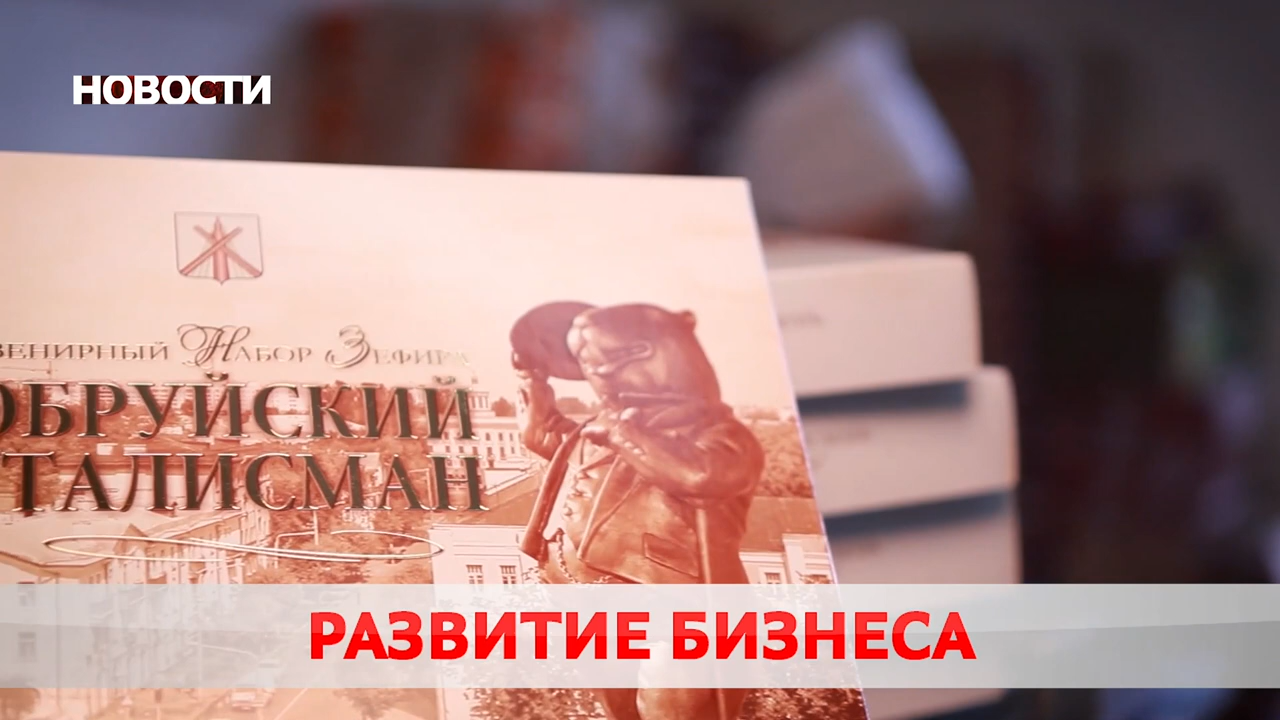 НОВОСТИ
ВЕНИРНЫЙ НАБОР ЗЕФИРА
ОБРУЙСКИЙ
ТАЛИСМАН
РАЗВИТИЕ БИЗНЕСА